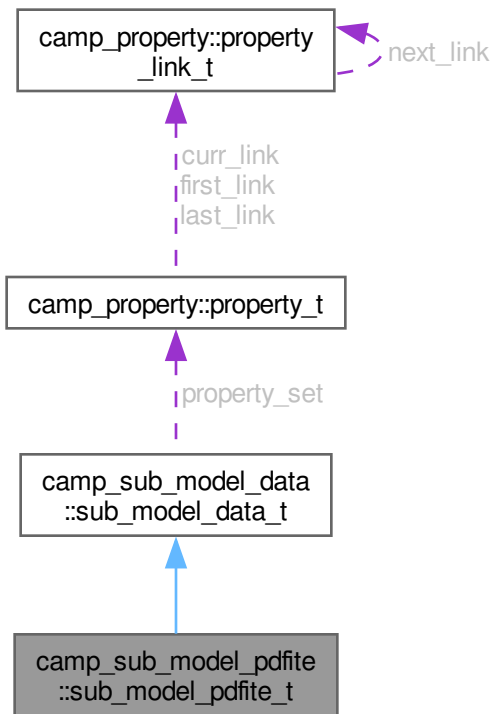 camp_property::property
_link_t
next_link
curr_link
first_link
last_link
camp_property::property_t
property_set
camp_sub_model_data
::sub_model_data_t
camp_sub_model_pdfite
::sub_model_pdfite_t